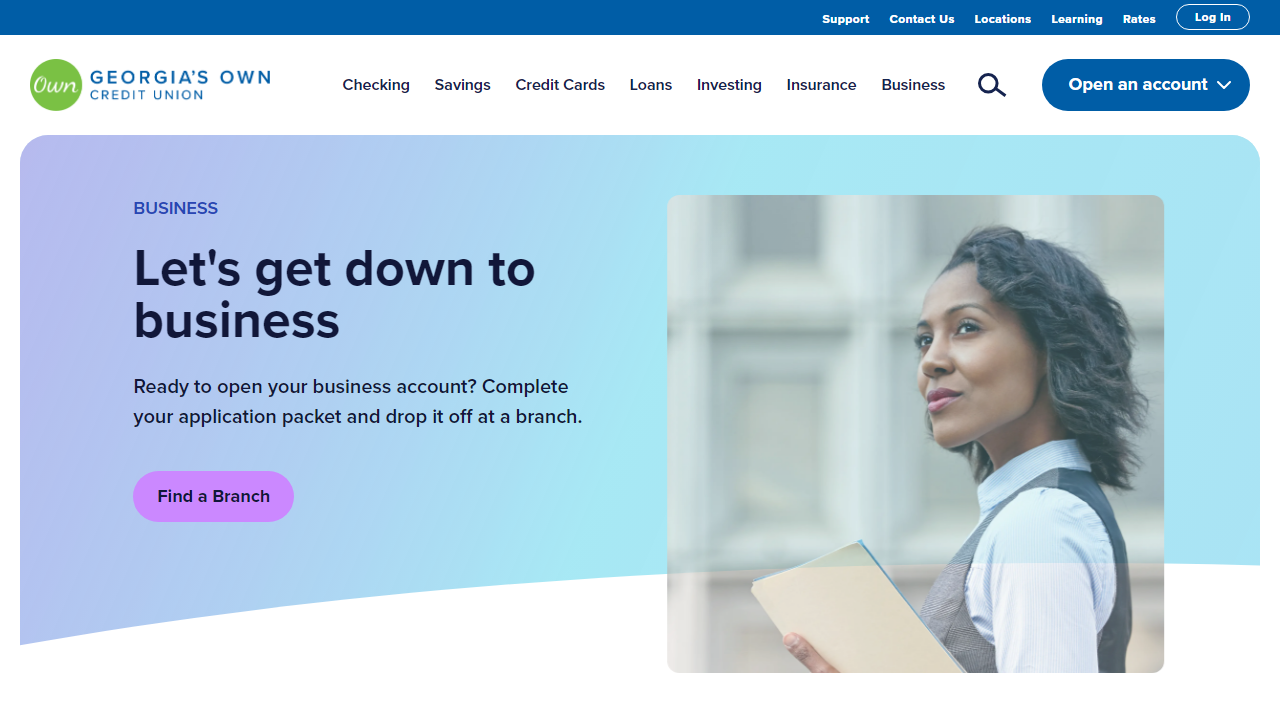 Support Contact Us Locations Learning Rates Log In
Own GEORGIA'S OWN
CREDIT UNION
Checking Savings Credit Cards Loans Investing Insurance Business Open an account
BUSINESS
Let's get down to
business
Ready to open your business account? Complete
your application packet and drop it off at a branch.
Find a Branch